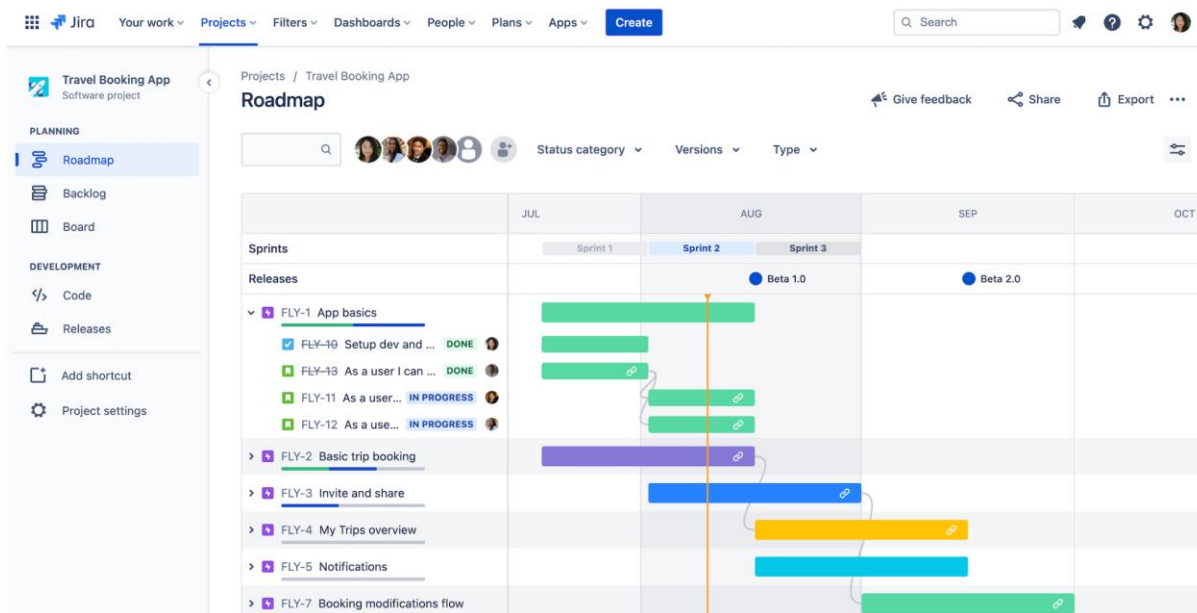 Jira Your work Projects Filters Dashboards People Plans Apps Create Search
Travel Booking App
Software project
Projects / Travel Booking App
Roadmap
Give feedback Share Export
PLANNING
Roadmap
Backlog
Board
DEVELOPMENT
Code
Releases
Add shortcut
Project settings
Status category Versions Type
JUL AUG SEP OCT
Sprints Sprint 1 Sprint 2 Sprint 3
Releases Beta 1.0 Beta 2.0
FLY-1 App basics
FLY-10 Setup dev and ... DONE
FLY-13 As a user I can ... DONE
FLY-11 As a user... IN PROGRESS
FLY-12 As a use... IN PROGRESS
FLY-2 Basic trip booking
FLY-3 Invite and share
FLY-4 My Trips overview
FLY-5 Notifications
FLY-7 Booking modifications flow